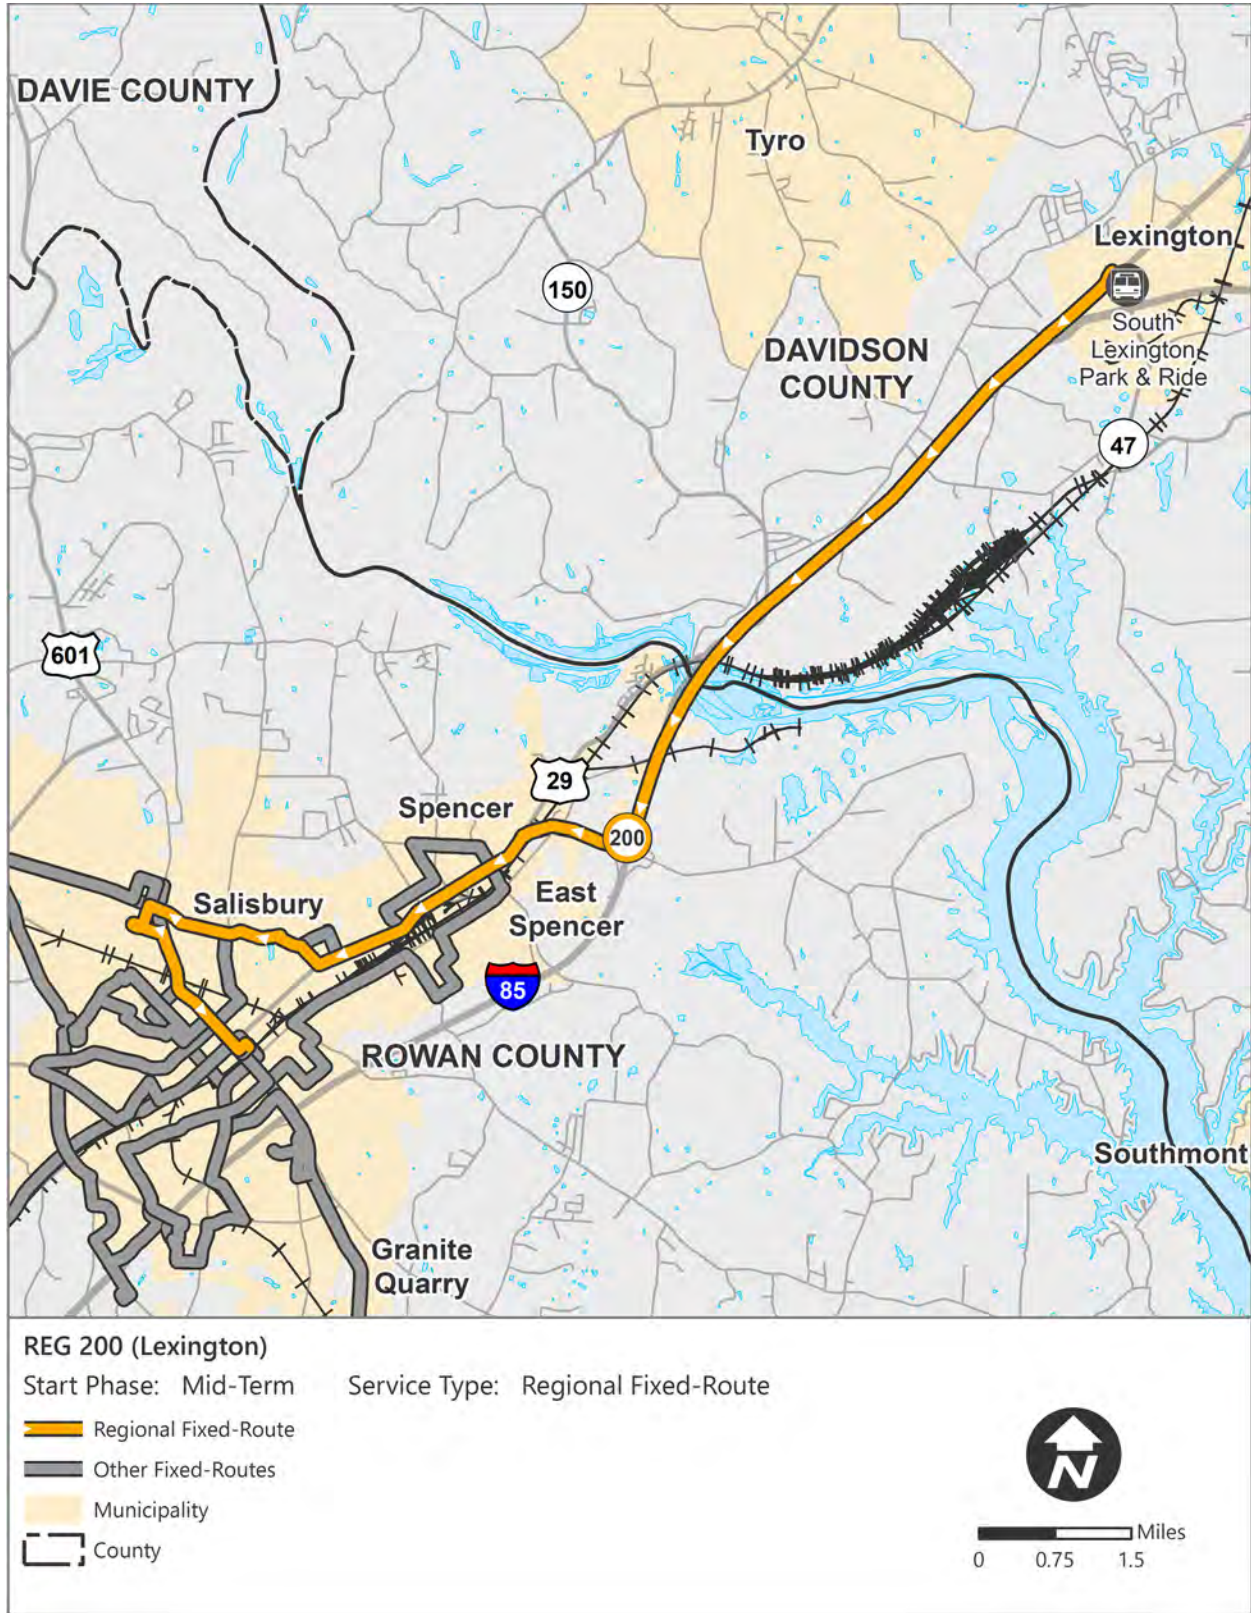 DAVIE COUNTY
Tyro
Lexington
150
South
Lexington
Park & Ride
DAVIDSON
COUNTY
47
601
29
Spencer
200
Salisbury
East
Spencer
85
ROWAN COUNTY
Southmont
Granite
Quarry
REG 200 (Lexington)
Start Phase: Mid-Term Service Type: Regional Fixed-Route
Regional Fixed-Route
Other Fixed-Routes
Municipality
County
N
Miles
0 0.75 1.5